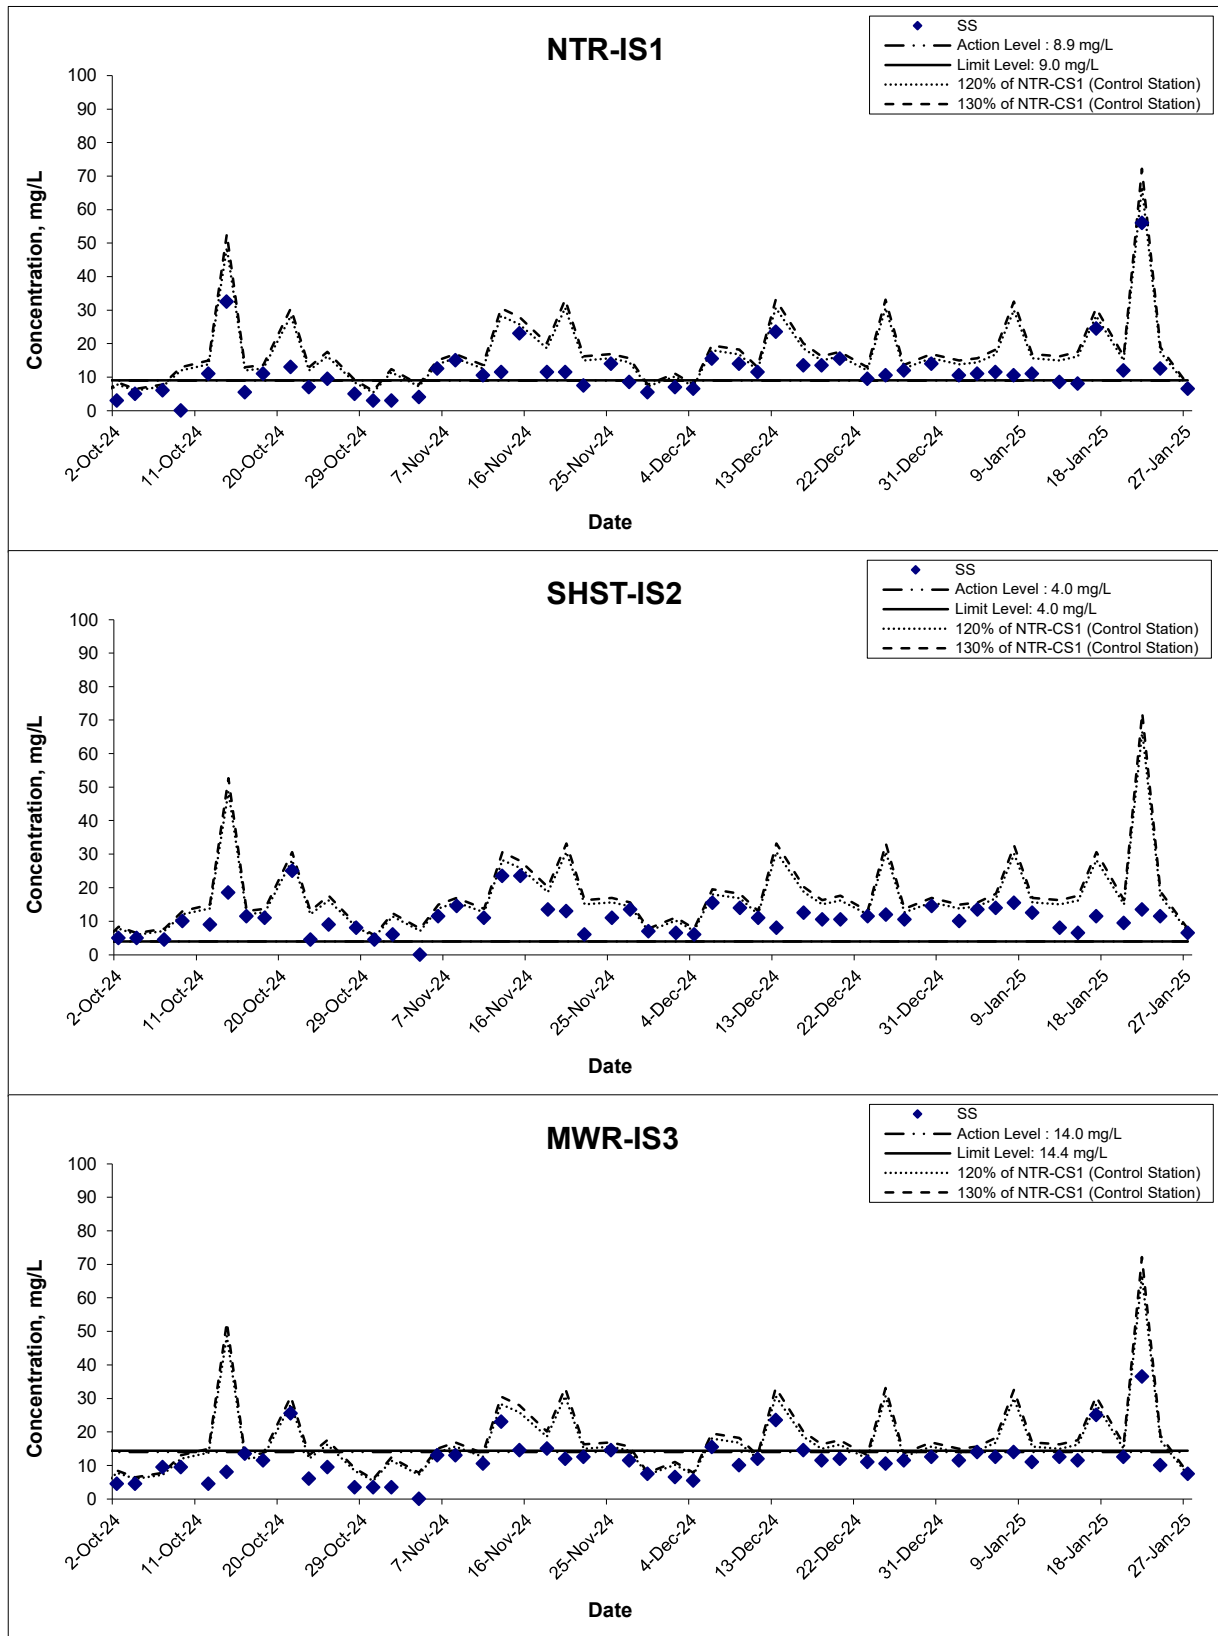 NTR-IS1
SS
Action Level : 8.9 mg/L
Limit Level: 9.0 mg/L
120% of NTR-CS1 (Control Station)
130% of NTR-CS1 (Control Station)
Concentration, mg/L
100
90
80
70
60
50
40
30
20
10
0
2-Oct-24
11-Oct-24
20-Oct-24
29-Oct-24
7-Nov-24
16-Nov-24
25-Nov-24
4-Dec-24
13-Dec-24
22-Dec-24
31-Dec-24
9-Jan-25
18-Jan-25
27-Jan-25
Date
SHST-IS2
SS
Action Level : 4.0 mg/L
Limit Level: 4.0 mg/L
120% of NTR-CS1 (Control Station)
130% of NTR-CS1 (Control Station)
Concentration, mg/L
100
90
80
70
60
50
40
30
20
10
0
2-Oct-24
11-Oct-24
20-Oct-24
29-Oct-24
7-Nov-24
16-Nov-24
25-Nov-24
4-Dec-24
13-Dec-24
22-Dec-24
31-Dec-24
9-Jan-25
18-Jan-25
27-Jan-25
Date
MWR-IS3
SS
Action Level : 14.0 mg/L
Limit Level: 14.4 mg/L
120% of NTR-CS1 (Control Station)
130% of NTR-CS1 (Control Station)
Concentration, mg/L
100
90
80
70
60
50
40
30
20
10
0
2-Oct-24
11-Oct-24
20-Oct-24
29-Oct-24
7-Nov-24
16-Nov-24
25-Nov-24
4-Dec-24
13-Dec-24
22-Dec-24
31-Dec-24
9-Jan-25
18-Jan-25
27-Jan-25
Date